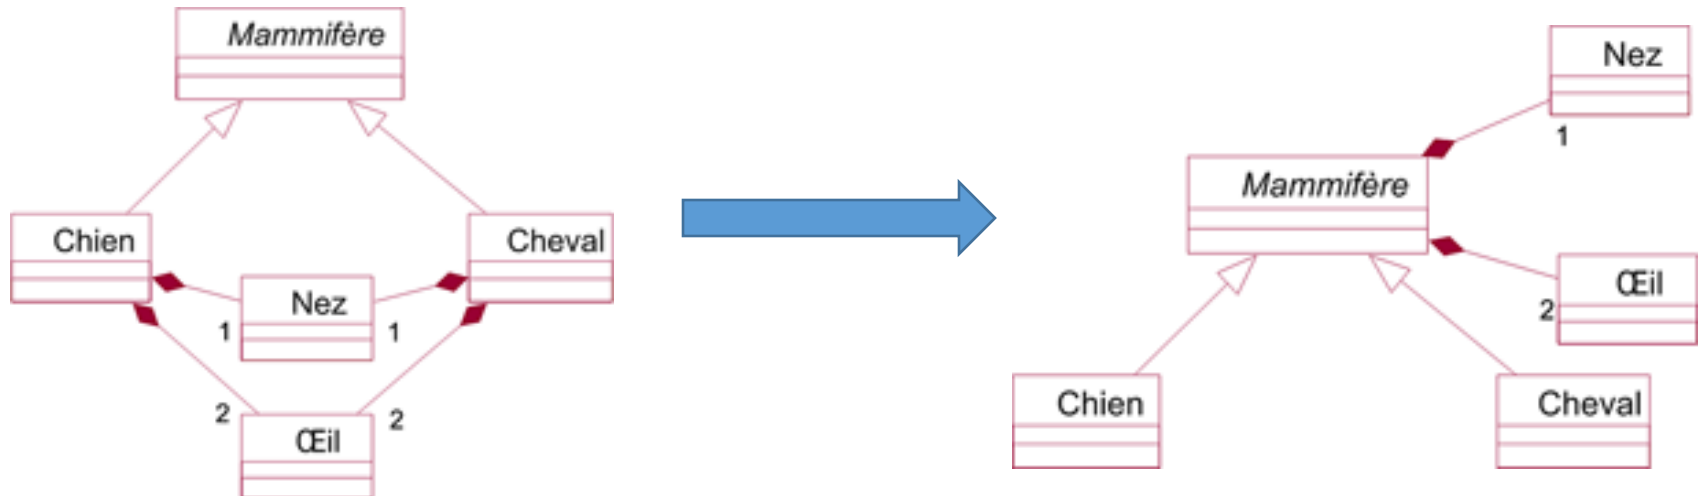 Mammifère
Chien
Cheval
Nez
1
1
2
2
Œil
Nez
1
Mammifère
Œil
2
Chien
Cheval